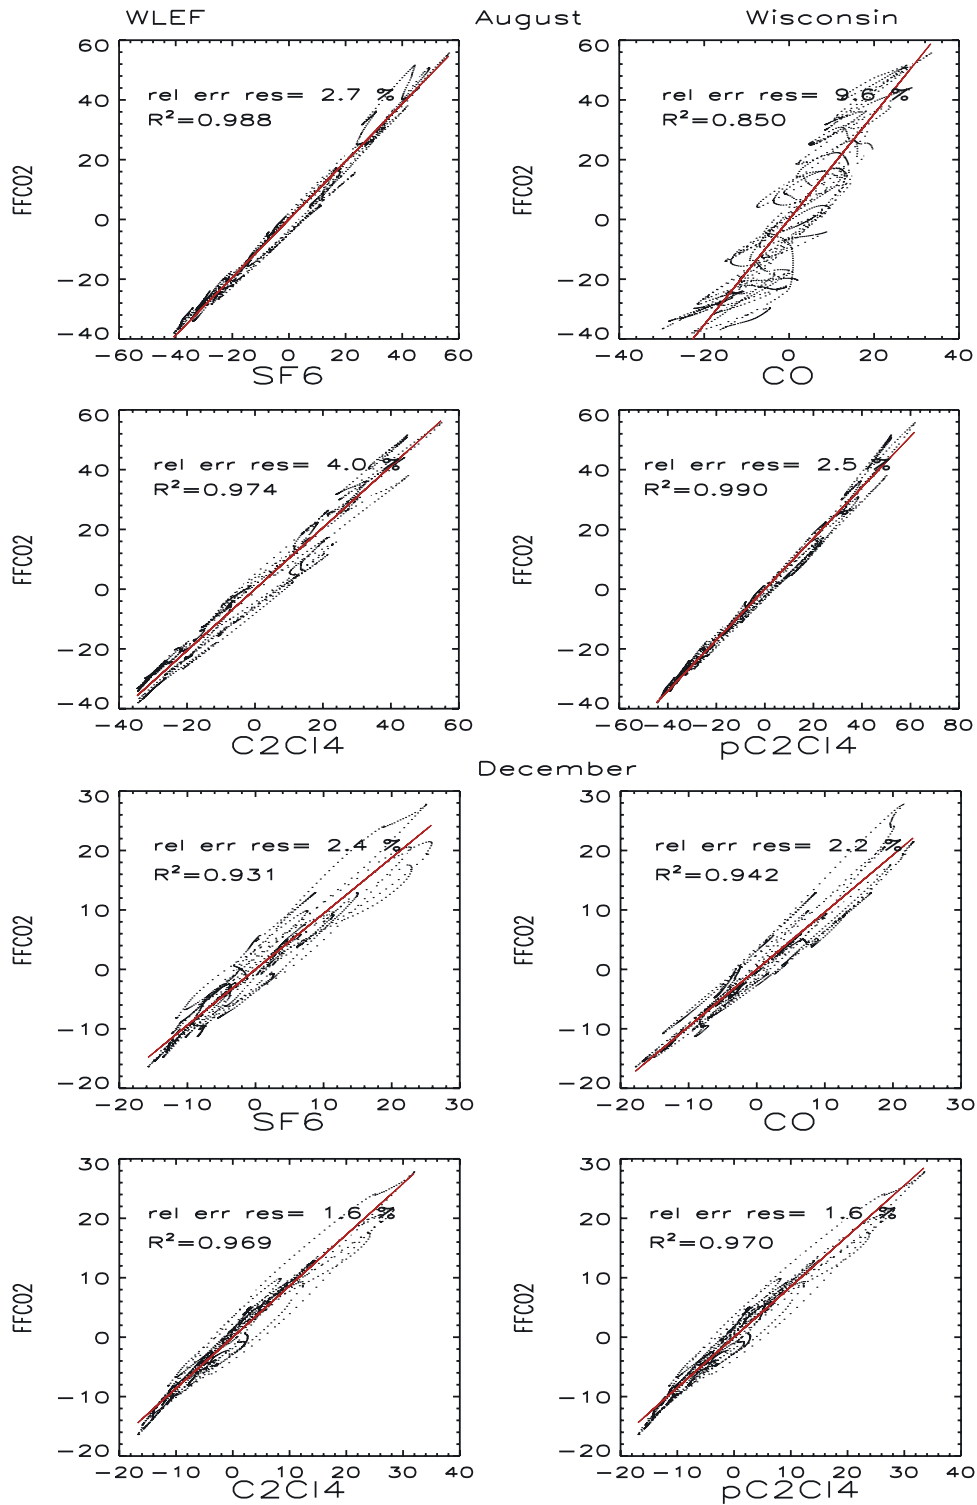 WLEF August Wisconsin
60 60
rel err res= 2.7 % rel err res= 9.6 %
40 40
R²=0.988 R²=0.850
20 20
FFCO2 FFCO2
0 0
-20 -20
-40 -40
-60 -40 -20 0 20 40 60 -40 -20 0 20 40
SF6 CO
60 60
rel err res= 4.0 % rel err res= 2.5 %
40 40
R²=0.974 R²=0.990
20 20
FFCO2 FFCO2
0 0
-20 -20
-40 -40
-40 -20 0 20 40 60 -60 -40 -20 0 20 40 60 80
C2Cl4 pC2Cl4
December
30 30
rel err res= 2.4 % rel err res= 2.2 %
20 20
R²=0.931 R²=0.942
10 10
FFCO2 FFCO2
0 0
-10 -10
-20 -20
-20 -10 0 10 20 30 -20 -10 0 10 20 30
SF6 CO
30 30
rel err res= 1.6 % rel err res= 1.6 %
20 20
R²=0.969 R²=0.970
10 10
FFCO2 FFCO2
0 0
-10 -10
-20 -20
-20 -10 0 10 20 30 40 -20 -10 0 10 20 30 40
C2Cl4 pC2Cl4